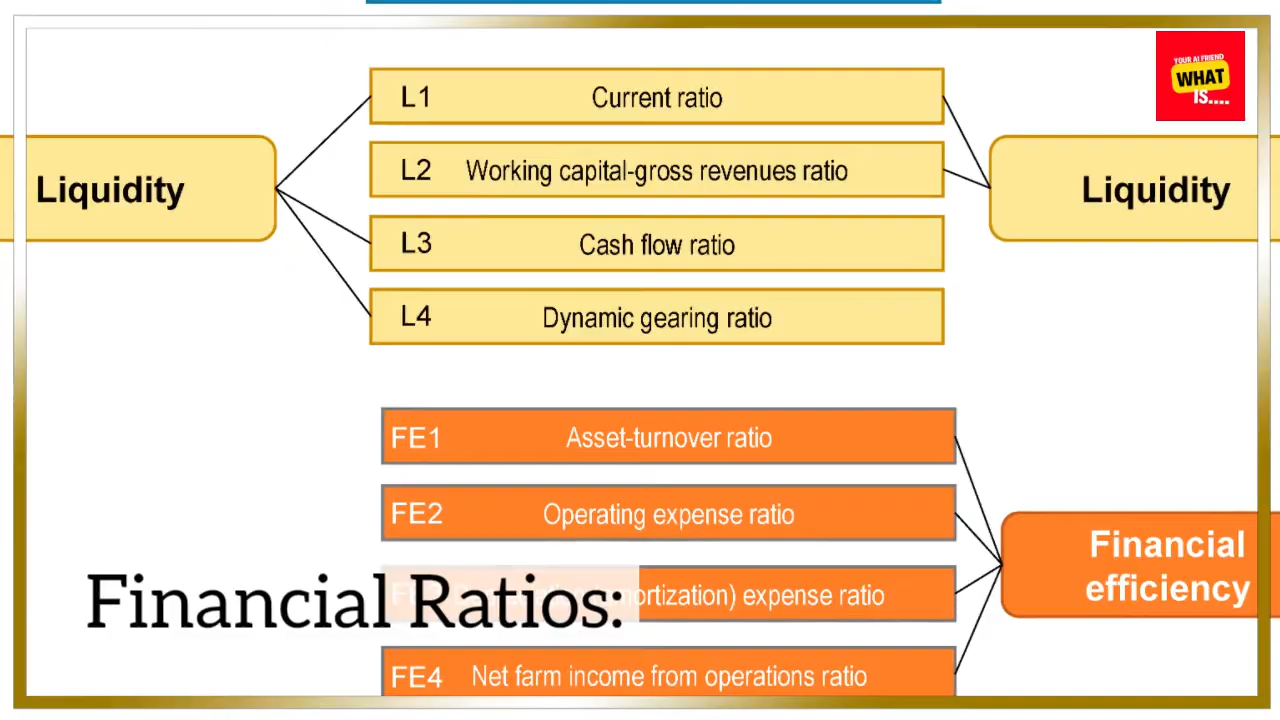 YOUR AI FRIEND
WHAT
IS....
Liquidity
L1 Current ratio
L2 Working capital-gross revenues ratio
L3 Cash flow ratio
L4 Dynamic gearing ratio
Liquidity
FE1 Asset-turnover ratio
FE2 Operating expense ratio
mortization) expense ratio
FE4 Net farm income from operations ratio
Financial
efficiency
Financial Ratios: